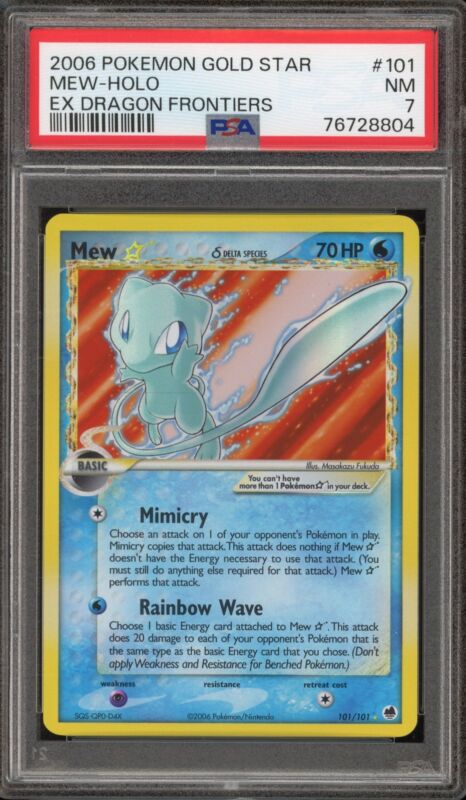 2006 POKEMON GOLD STAR #101
MEW-HOLO NM
EX DRAGON FRONTIERS 7
PSA 76728804
Mew ☆ δ DELTA SPECIES 70 HP
BASIC
Illus. Masakazu Fukuda
You can't have
more than 1 Pokémon☆ in your deck.
Mimicry
Choose an attack on 1 of your opponent's Pokémon in play.
Mimicry copies that attack. This attack does nothing if Mew ☆
doesn't have the Energy necessary to use that attack. (You
must still do anything else required for that attack.) Mew ☆
performs that attack.
Rainbow Wave
Choose 1 basic Energy card attached to Mew ☆. This attack
does 20 damage to each of your opponent's Pokémon that is
the same type as the basic Energy card that you chose. (Don't
apply Weakness and Resistance for Benched Pokémon.)
weakness resistance retreat cost
SQS QP0 D4X ©2006 Pokémon/Nintendo 101/101